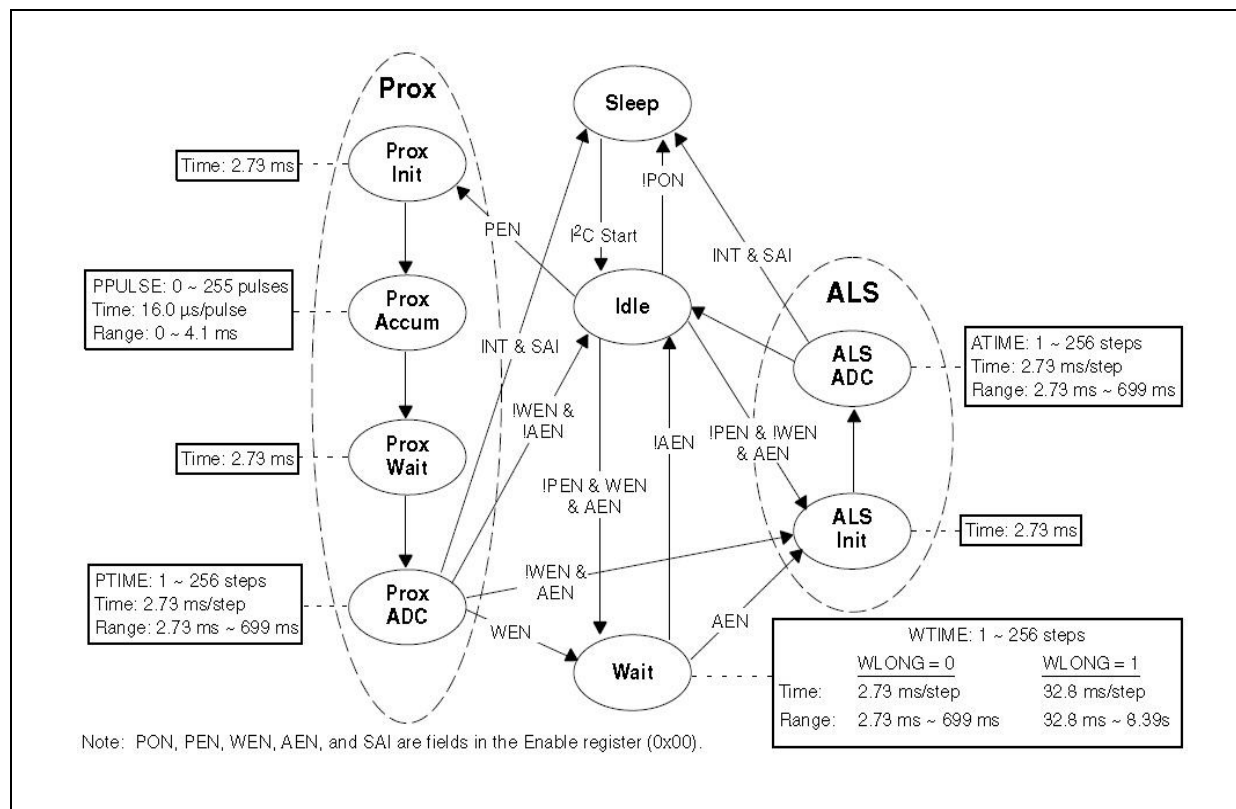 Prox
Sleep
Prox
Init
Time: 2.73 ms
!PON
PEN
I²C Start
INT & SAI
PPULSE: 0 ~ 255 pulses
Time: 16.0 µs/pulse
Range: 0 ~ 4.1 ms
Prox
Accum
Idle
ALS
INT & SAI
ALS
ADC
ATIME: 1 ~ 256 steps
Time: 2.73 ms/step
Range: 2.73 ms ~ 699 ms
!WEN &
!AEN
!AEN
!PEN & !WEN
& AEN
Prox
Wait
Time: 2.73 ms
!PEN & WEN
& AEN
ALS
Init
Time: 2.73 ms
PTIME: 1 ~ 256 steps
Time: 2.73 ms/step
Range: 2.73 ms ~ 699 ms
Prox
ADC
!WEN &
AEN
WEN
AEN
Wait
WTIME: 1 ~ 256 steps
WLONG = 0 WLONG = 1
Time: 2.73 ms/step 32.8 ms/step
Range: 2.73 ms ~ 699 ms 32.8 ms ~ 8.39s
Note: PON, PEN, WEN, AEN, and SAI are fields in the Enable register (0x00).